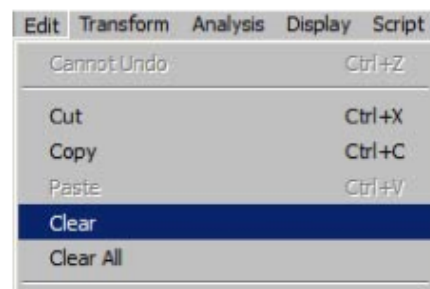 Edit Transform Analysis Display Script
Cannot Undo Ctrl+Z
Cut Ctrl+X
Copy Ctrl+C
Paste Ctrl+V
Clear
Clear All